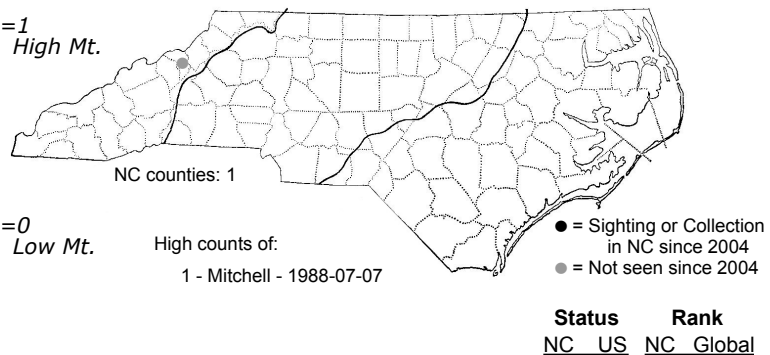 =1
High Mt.
NC counties: 1
=0
Low Mt.
High counts of:
1 - Mitchell - 1988-07-07
● = Sighting or Collection
in NC since 2004
● = Not seen since 2004
Status Rank
NC US NC Global